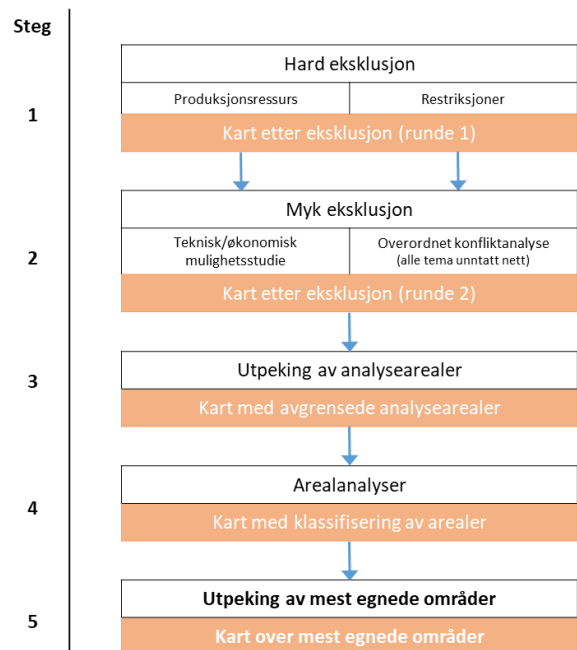 Steg
Hard eksklusjon
1
Produksjonsressurs
Restriksjoner
Kart etter eksklusjon (runde 1)
Myk eksklusjon
2
Teknisk/økonomisk
mulighetsstudie
Overordnet konfliktanalyse
(alle tema unntatt nett)
Kart etter eksklusjon (runde 2)
3
Utpeking av analysearealer
Kart med avgrensede analysearealer
4
Arealanalyser
Kart med klassifisering av arealer
5
Utpeking av mest egnede områder
Kart over mest egnede områder